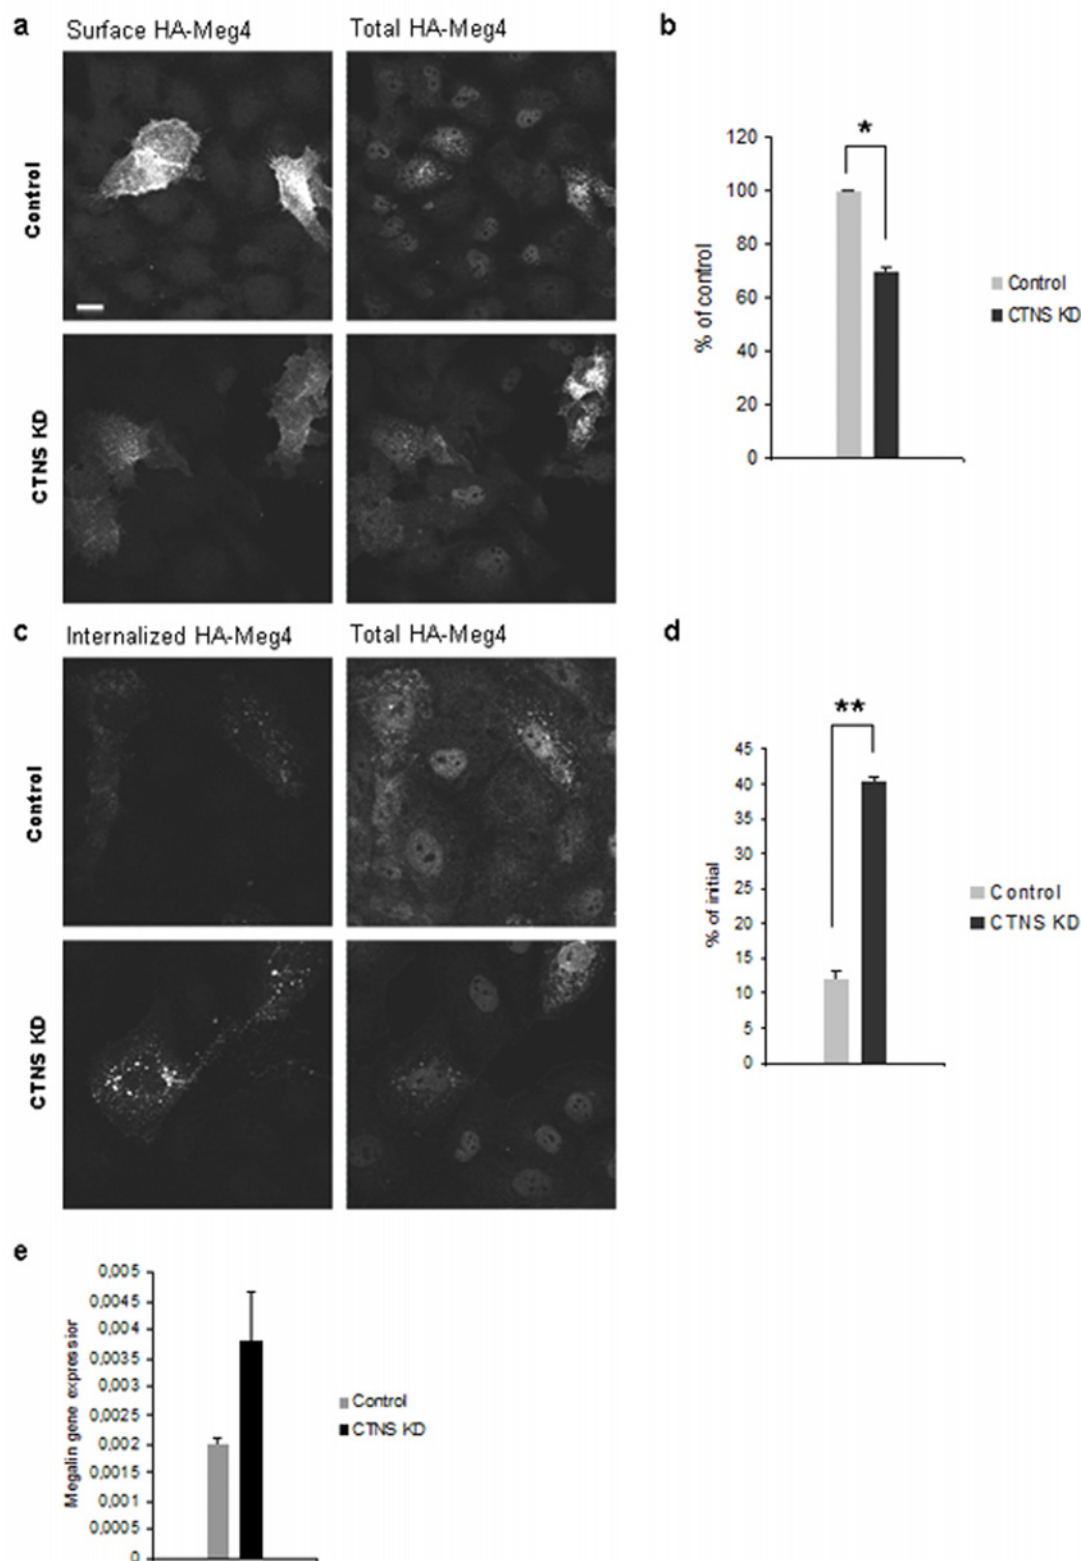 a
Surface HA-Meg4
Total HA-Meg4
Control
CTNS KD
b
120
100
80
60
40
20
0
% of control
*
Control
CTNS KD
c
Internalized HA-Meg4
Total HA-Meg4
Control
CTNS KD
d
45
40
35
30
25
20
15
10
5
0
% of initial
**
Control
CTNS KD
e
0,005
0,0045
0,004
0,0035
0,003
0,0025
0,002
0,0015
0,001
0,0005
0
Megalin gene expression
Control
CTNS KD